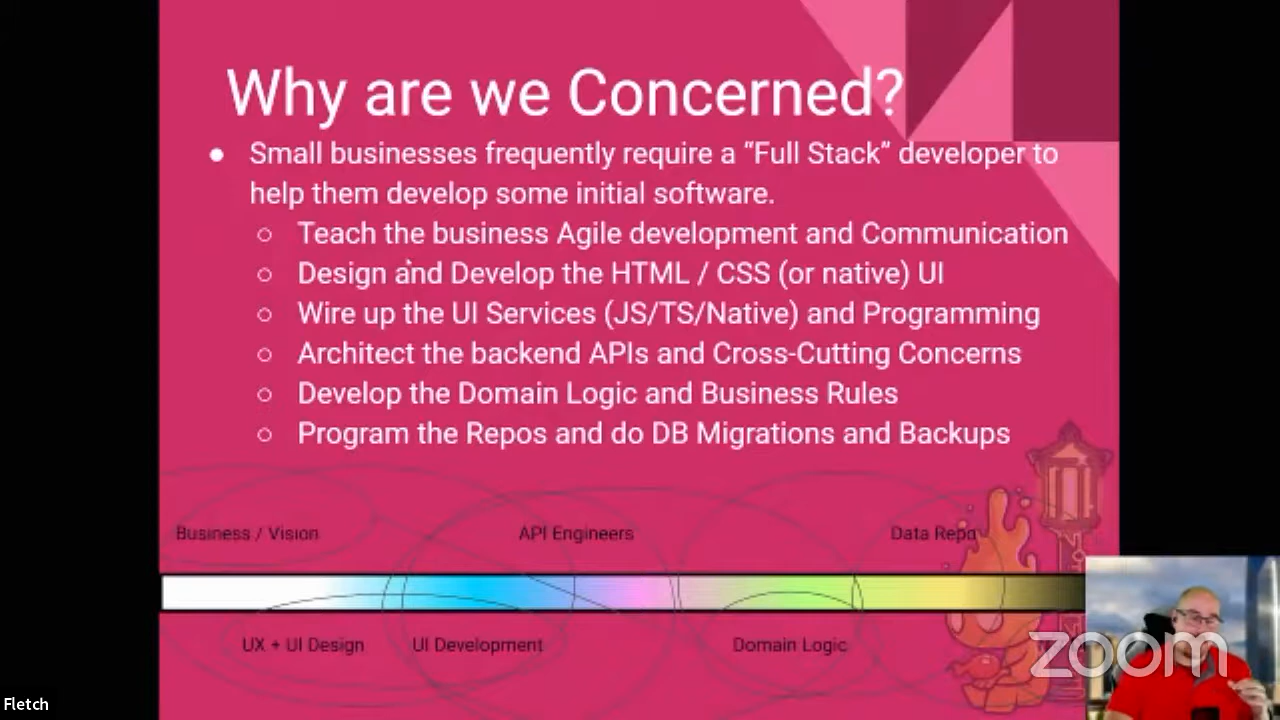 Why are we Concerned?
● Small businesses frequently require a “Full Stack” developer to
help them develop some initial software.
○ Teach the business Agile development and Communication
○ Design and Develop the HTML / CSS (or native) UI
○ Wire up the UI Services (JS/TS/Native) and Programming
○ Architect the backend APIs and Cross-Cutting Concerns
○ Develop the Domain Logic and Business Rules
○ Program the Repos and do DB Migrations and Backups
Business / Vision
API Engineers
Data Repo
UX + UI Design
UI Development
Domain Logic
zoom
Fletch